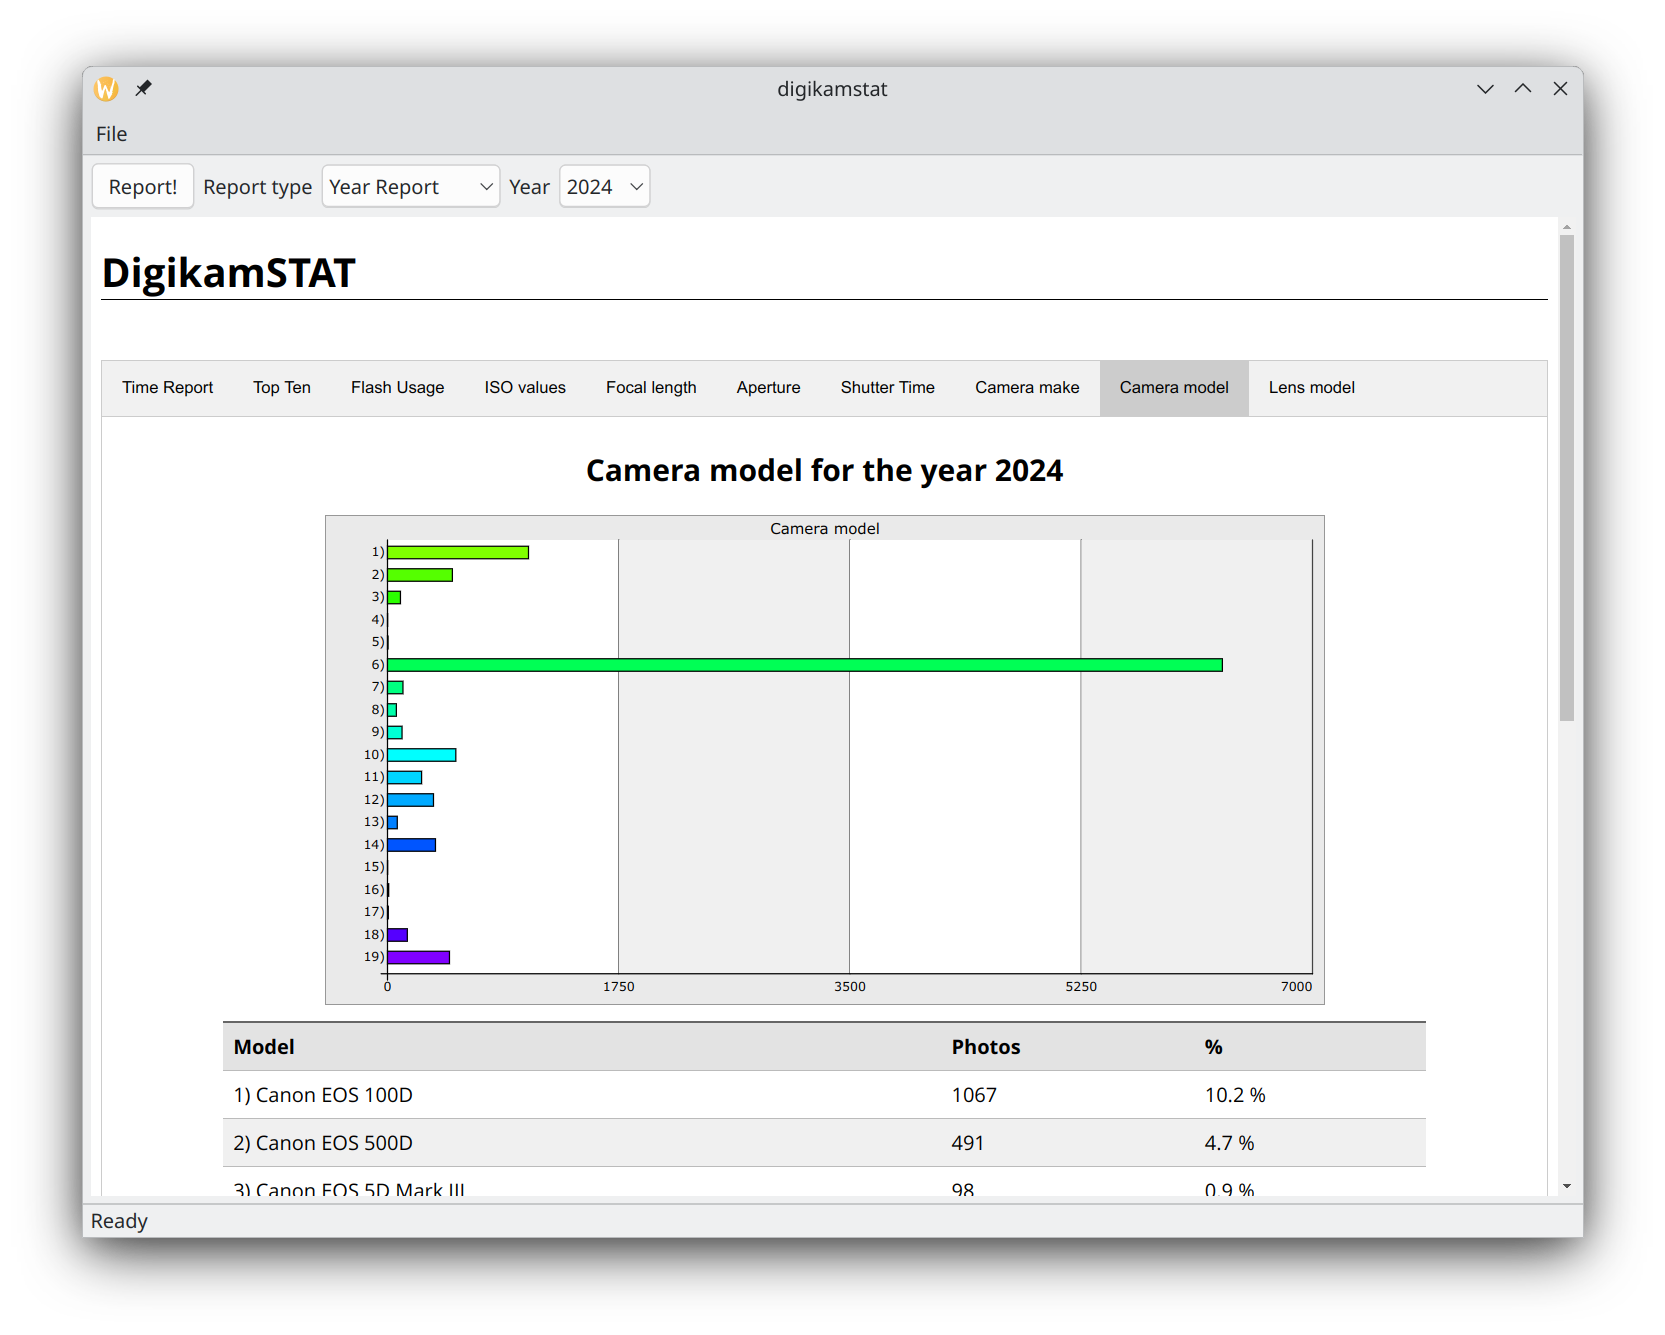 digikamstat
File
Report! Report type Year Report Year 2024
DigikamSTAT
Time Report Top Ten Flash Usage ISO values Focal length Aperture Shutter Time Camera make Camera model Lens model
Camera model for the year 2024
Camera model
1)
2)
3)
4)
5)
6)
7)
8)
9)
10)
11)
12)
13)
14)
15)
16)
17)
18)
19)
0 1750 3500 5250 7000
Model Photos %
1) Canon EOS 100D 1067 10.2 %
2) Canon EOS 500D 491 4.7 %
3) Canon EOS 5D Mark III 98 0.9 %
Ready